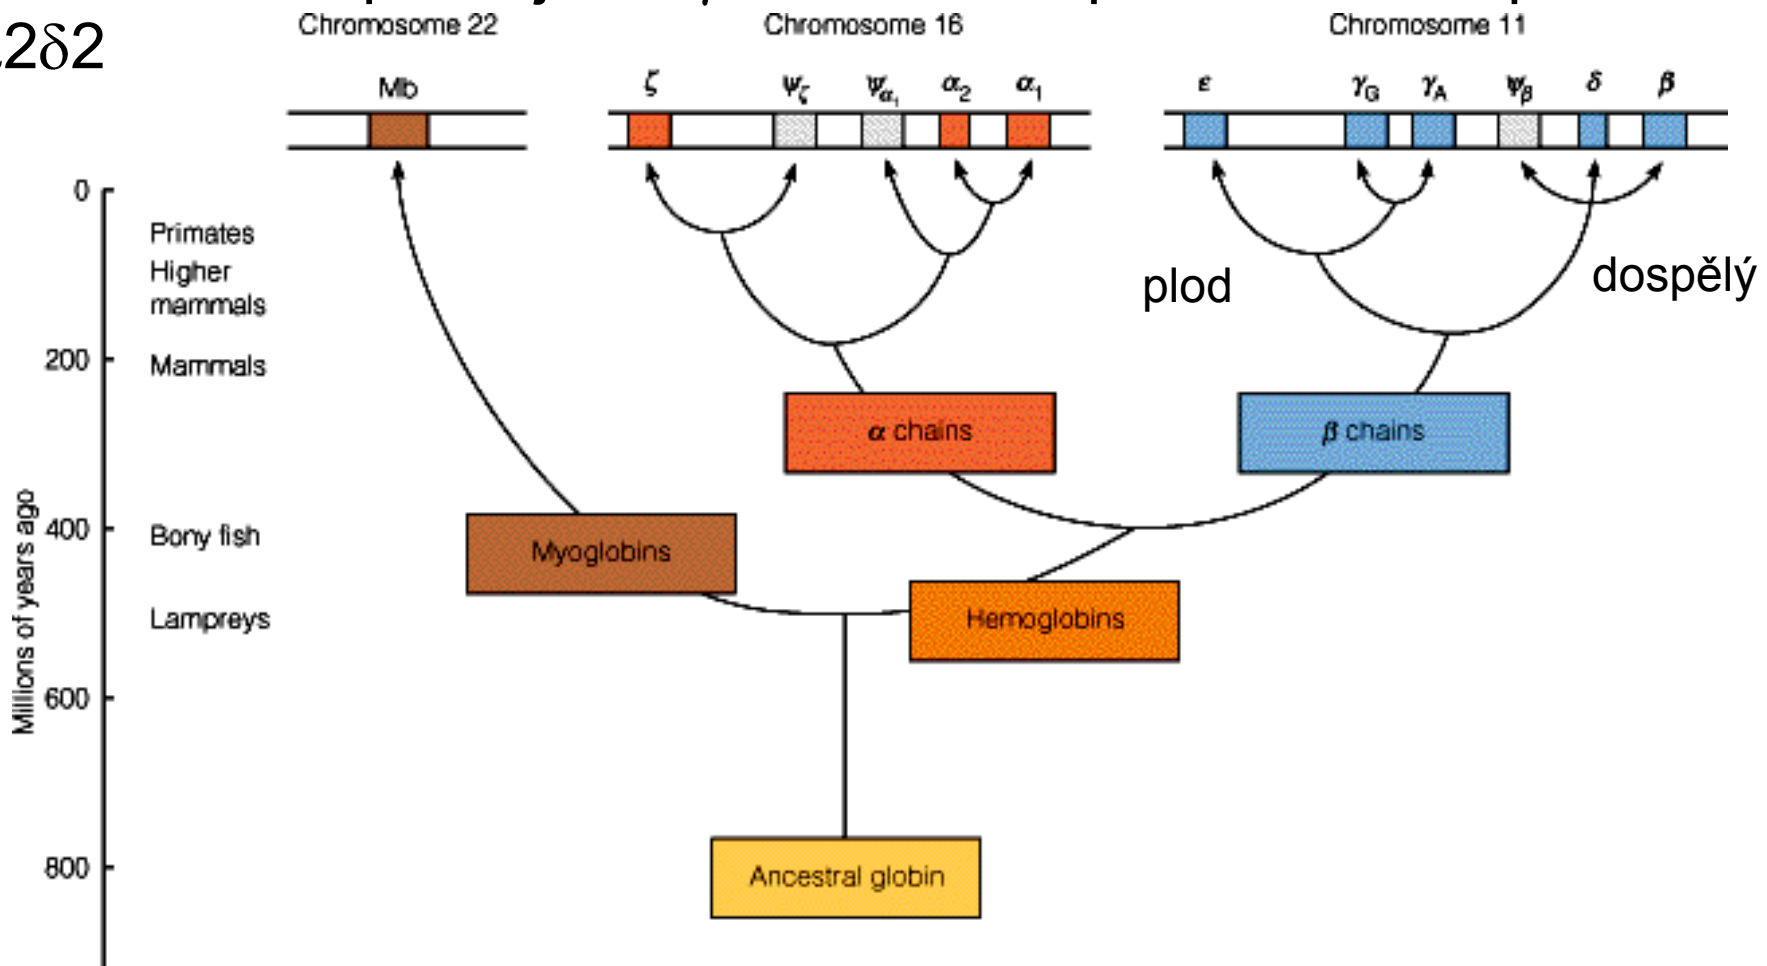 2δ2
Chromosome 22
Chromosome 16
Chromosome 11
Mb
ζ ψζ ψα1 α2 α1
ε γG γA ψβ δ β
0
Primates
Higher
mammals
plod
dospělý
200
Mammals
α chains
β chains
Millions of years ago
400
Bony fish
Myoglobins
Lampreys
Hemoglobins
600
800
Ancestral globin